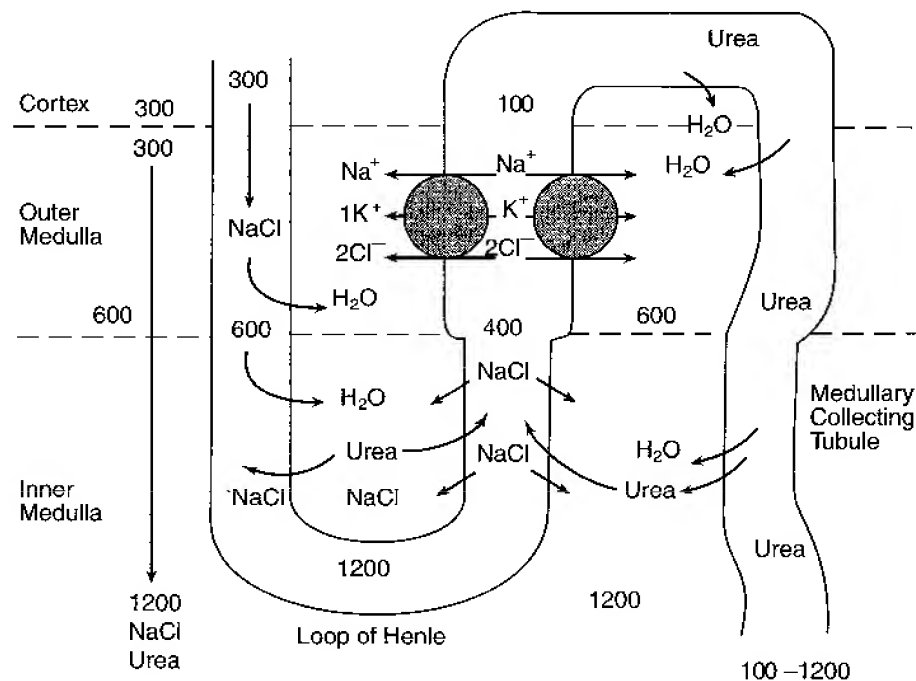 Urea
300
Cortex
300
100
Urea
H₂O
300
Na⁺
Na⁺
H₂O
Outer
Medulla
NaCl
1K⁺
K⁺
2Cl⁻
2Cl⁻
H₂O
Urea
600
600
400
600
NaCl
H₂O
Medullary
Collecting
Tubule
Urea
NaCl
H₂O
Inner
Medulla
NaCl
NaCl
Urea
Urea
1200
1200
NaCl
Urea
1200
Loop of Henle
100 –1200